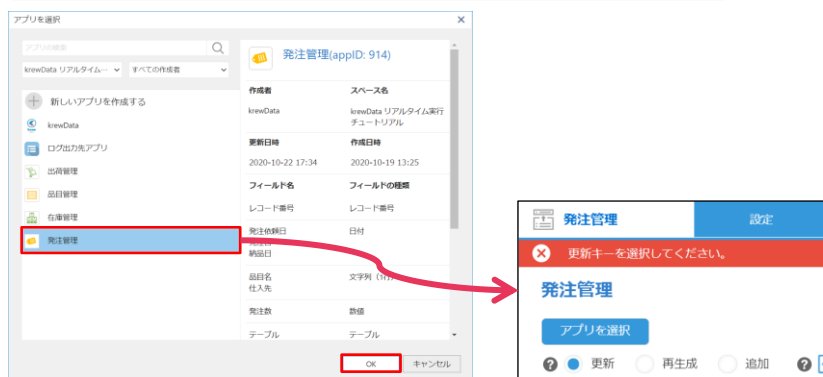 アプリを選択
アプリの検索
krewData リアルタイム… すべての作成者
新しいアプリを作成する
krewData
ログ出力先アプリ
出荷管理
品目管理
在庫管理
発注管理
発注管理(appID: 914)
作成者 スペース名
krewData krewData リアルタイム実行
チュートリアル
更新日時 作成日時
2020-10-22 17:34 2020-10-19 13:25
フィールド名 フィールドの種類
レコード番号 レコード番号
発注依頼日 日付
納品日
品目名 文字列
仕入先
発注数 数値
テーブル テーブル
OK キャンセル
発注管理 設定
更新キーを選択してください。
発注管理
アプリを選択
更新 再生成 追加